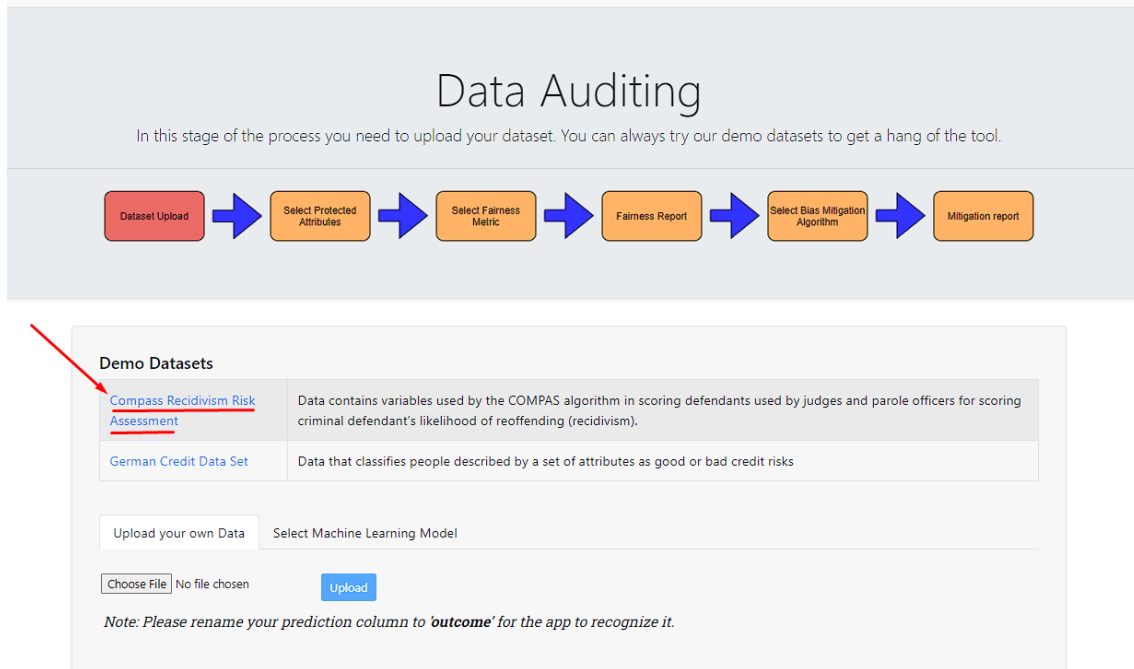 Data Auditing
In this stage of the process you need to upload your dataset. You can always try our demo datasets to get a hang of the tool.
Dataset Upload
Select Protected
Attributes
Select Fairness
Metric
Fairness Report
Select Bias Mitigation
Algorithm
Mitigation report
Demo Datasets
Compass Recidivism Risk
Assessment
Data contains variables used by the COMPAS algorithm in scoring defendants used by judges and parole officers for scoring
criminal defendant's likelihood of reoffending (recidivism).
German Credit Data Set
Data that classifies people described by a set of attributes as good or bad credit risks
Upload your own Data
Select Machine Learning Model
Choose File No file chosen
Upload
Note: Please rename your prediction column to 'outcome' for the app to recognize it.